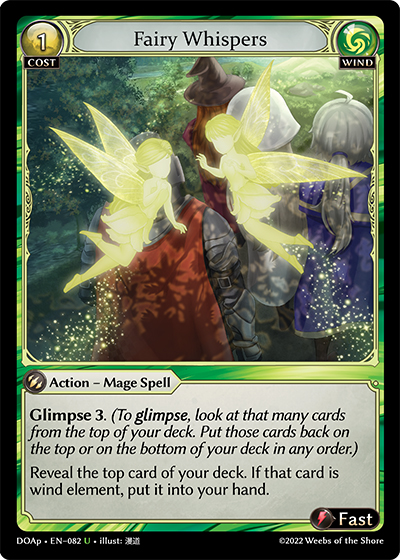 1
Fairy Whispers
COST
WIND
Action – Mage Spell
Glimpse 3. (To glimpse, look at that many cards
from the top of your deck. Put those cards back on
the top or on the bottom of your deck in any order.)
Reveal the top card of your deck. If that card is
wind element, put it into your hand.
Fast
DOAp • EN–082 U • illust: 漫道
©2022 Weebs of the Shore